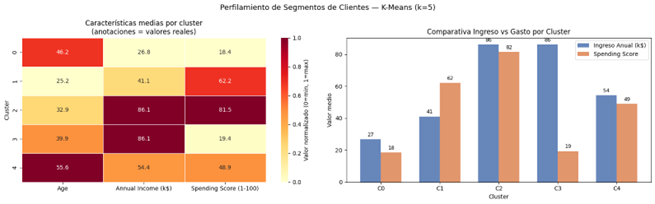 Perfilamiento de Segmentos de Clientes — K-Means (k=5)
Características medias por cluster
(anotaciones = valores reales)
Cluster
0
46.2
26.8
18.4
1
25.2
41.1
62.2
2
32.9
86.1
81.5
3
39.8
86.1
19.4
4
55.6
54.4
48.9
Age
Annual Income (k$)
Spending Score (1-100)
1.0
0.8
0.6
0.4
0.2
0.0
Valor normalizado (0=min, 1=max)
Comparativa Ingreso vs Gasto por Cluster
Ingreso Anual (k$)
Spending Score
Valor medio
80
60
40
20
0
27
18
41
62
86
82
86
19
54
49
C0
C1
C2
C3
C4
Cluster